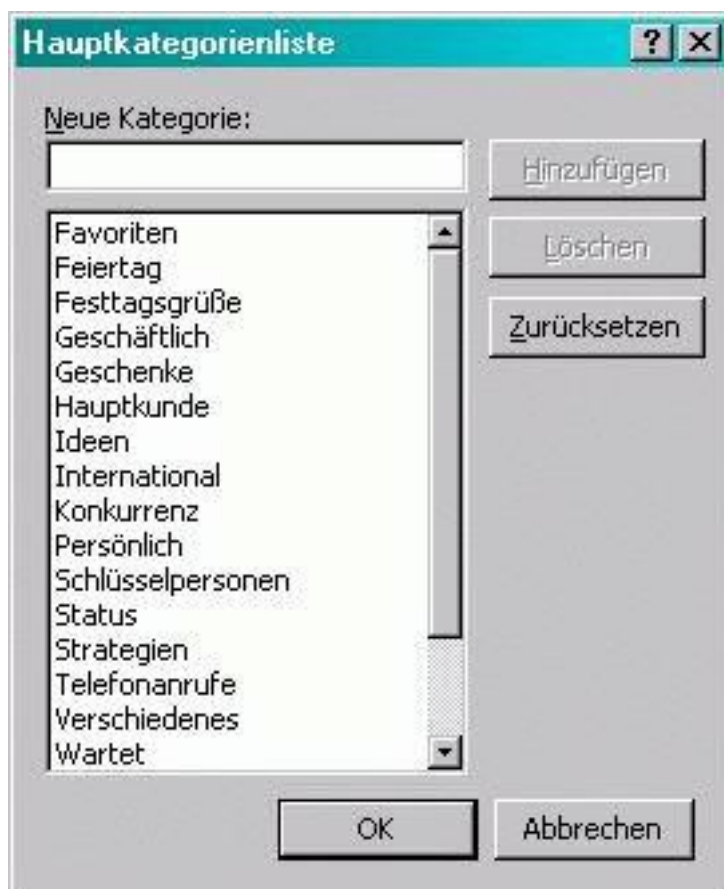 Hauptkategorienliste
Neue Kategorie:
Hinzufügen
Löschen
Zurücksetzen
Favoriten
Feiertag
Festtagsgrüße
Geschäftlich
Geschenke
Hauptkunde
Ideen
International
Konkurrenz
Persönlich
Schlüsselpersonen
Status
Strategien
Telefonanrufe
Verschiedenes
Wartet
OK
Abbrechen